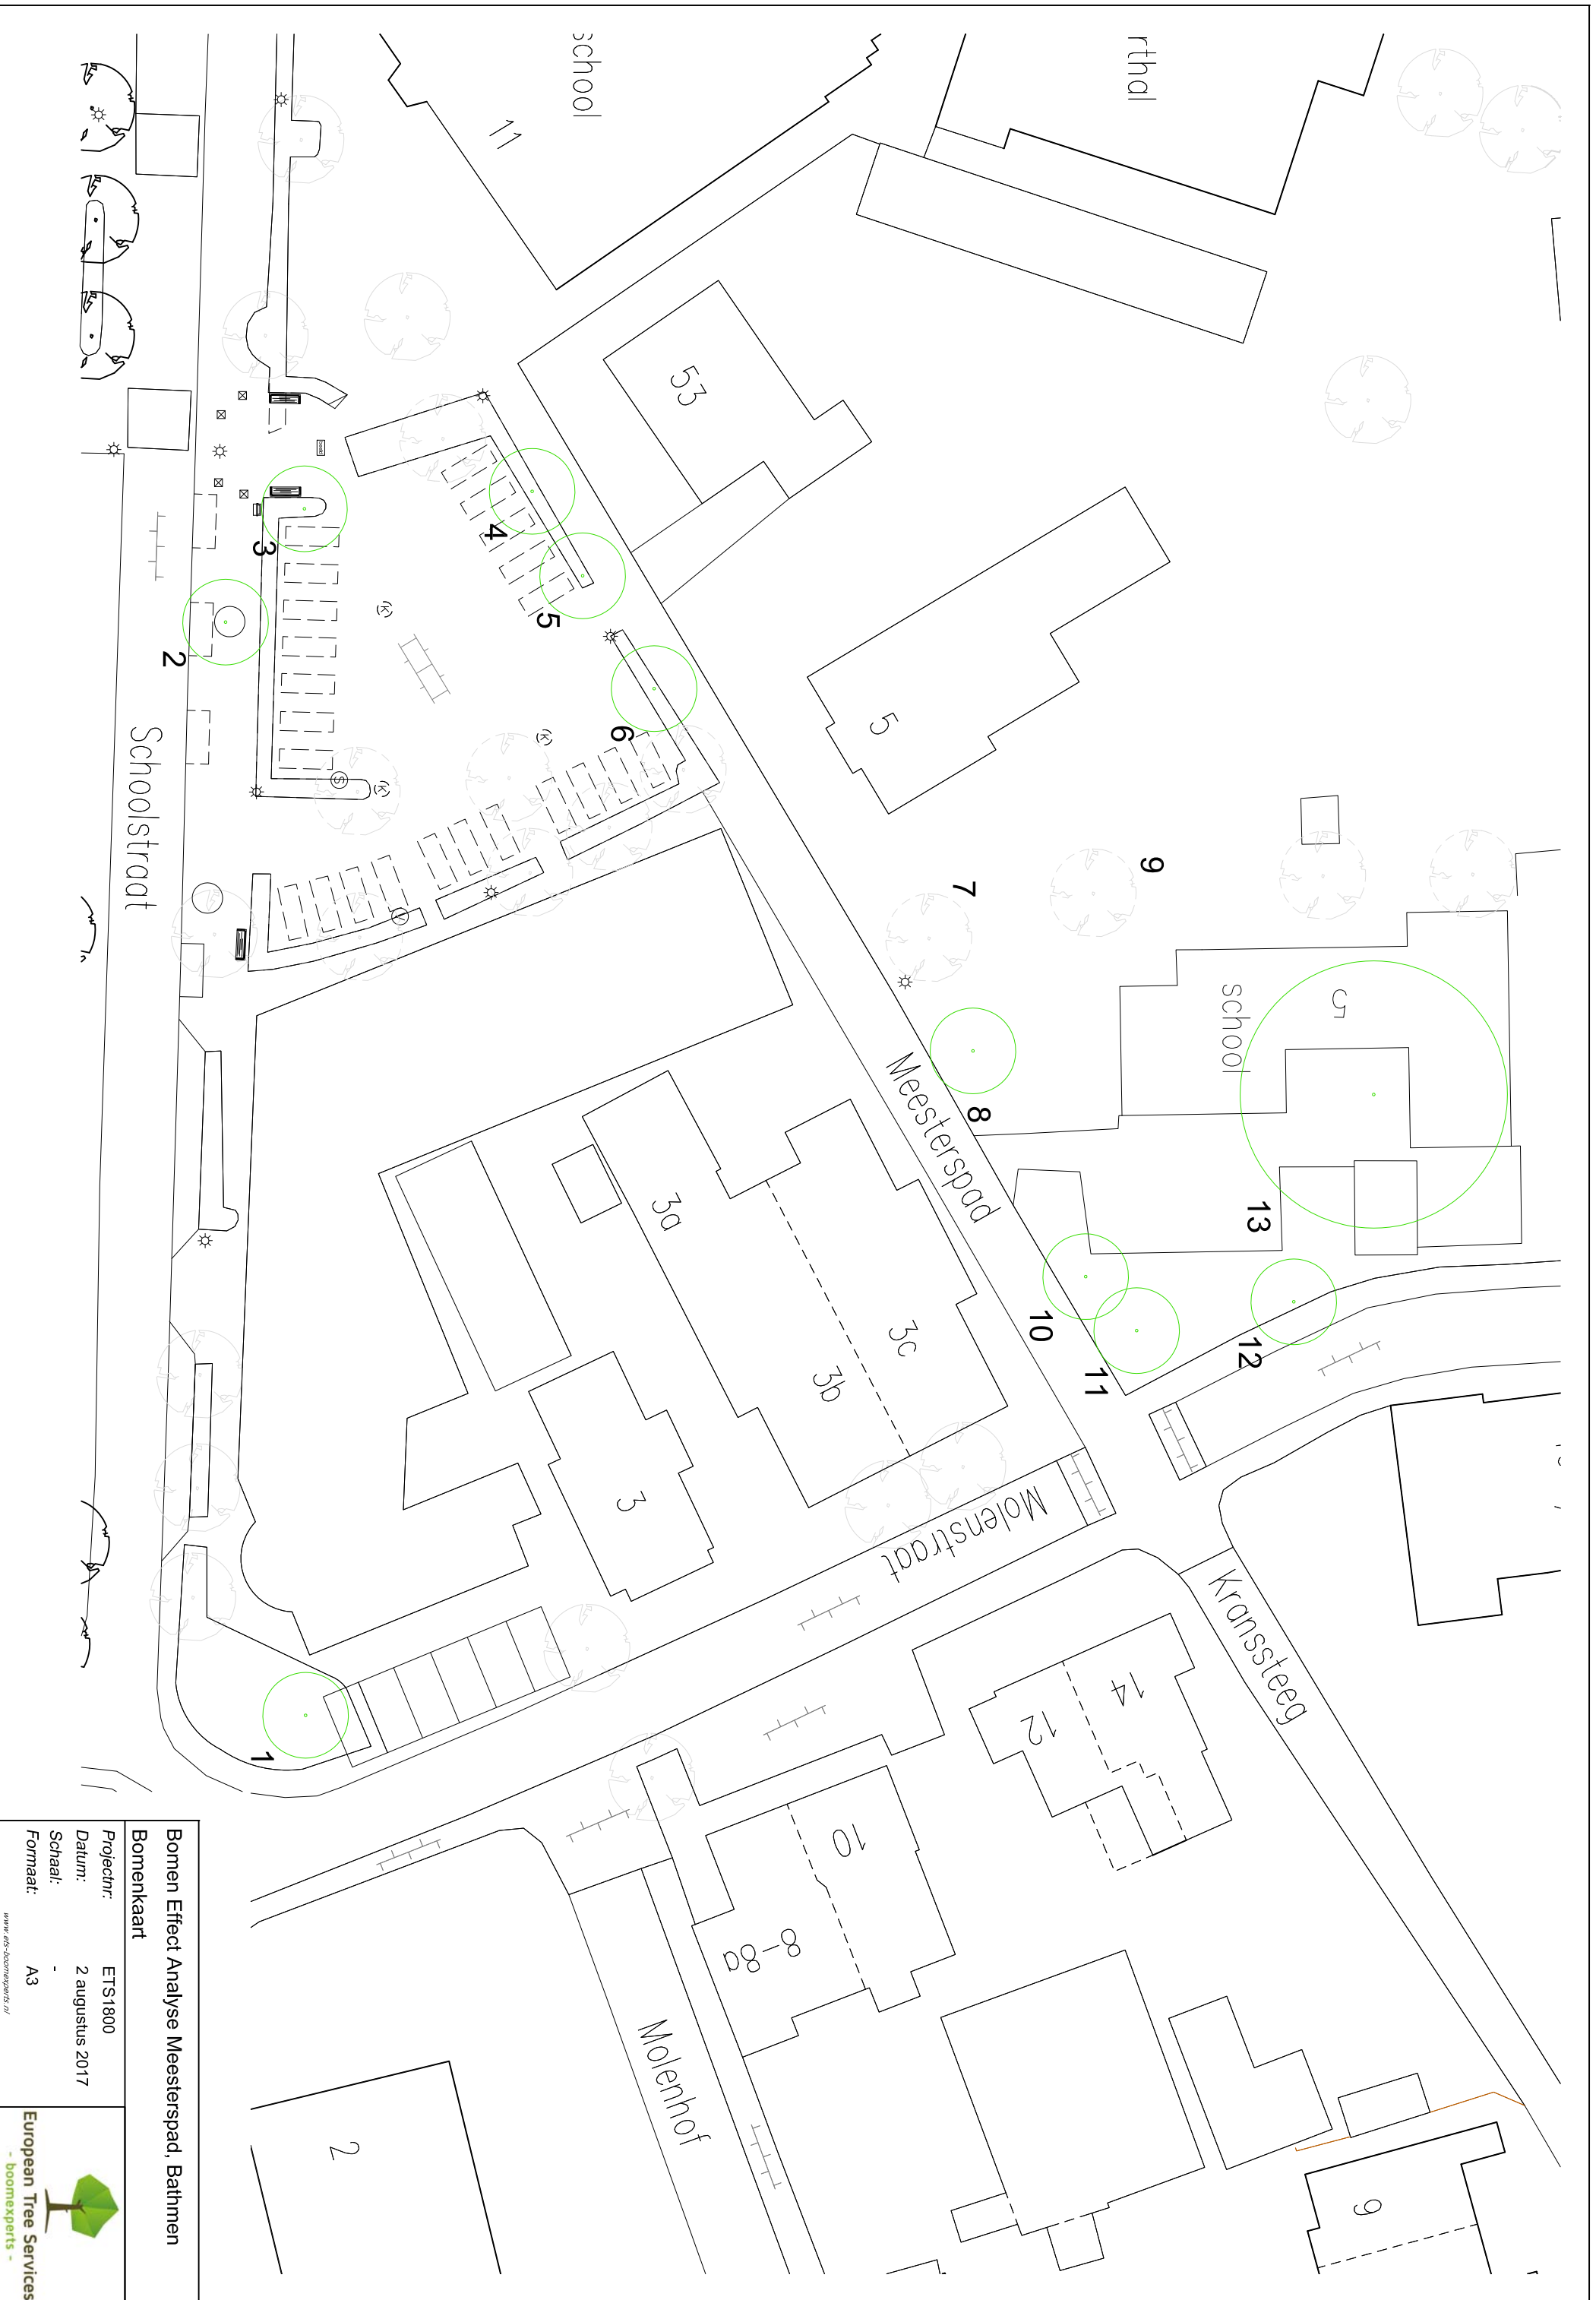 rthal
school
11
53
5
9
7
8
school
5
13
4
5
6
3
2
(K)
(K)
(K)
S
V
Schoolstraat
Meesterspad
10
11
12
3a
3c
3b
3
Molenstraat
Kranssteeg
1
14
12
10
8-8a
Molenhof
2
9
Bomen Effect Analyse Meesterspad, Bathmen
Bomenkaart
Projectnr: ETS1800
Datum: 2 augustus 2017
Schaal: -
Formaat: A3
www.ets-boomexperts.nl
European Tree Services
- boomexperts -